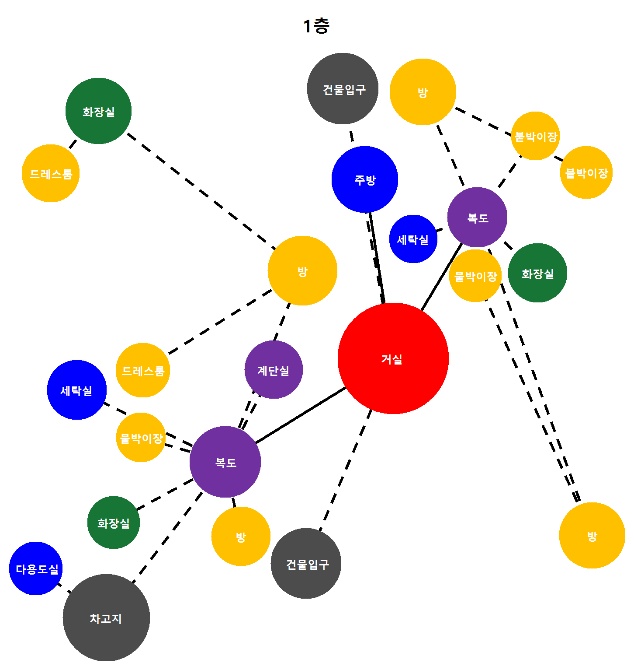 1층
건물입구
방
화장실
붙박이장
드레스룸
붙박이장
주방
복도
세탁실
방
붙박이장
화장실
거실
드레스룸
계단실
세탁실
붙박이장
복도
화장실
방
방
건물입구
다용도실
차고지